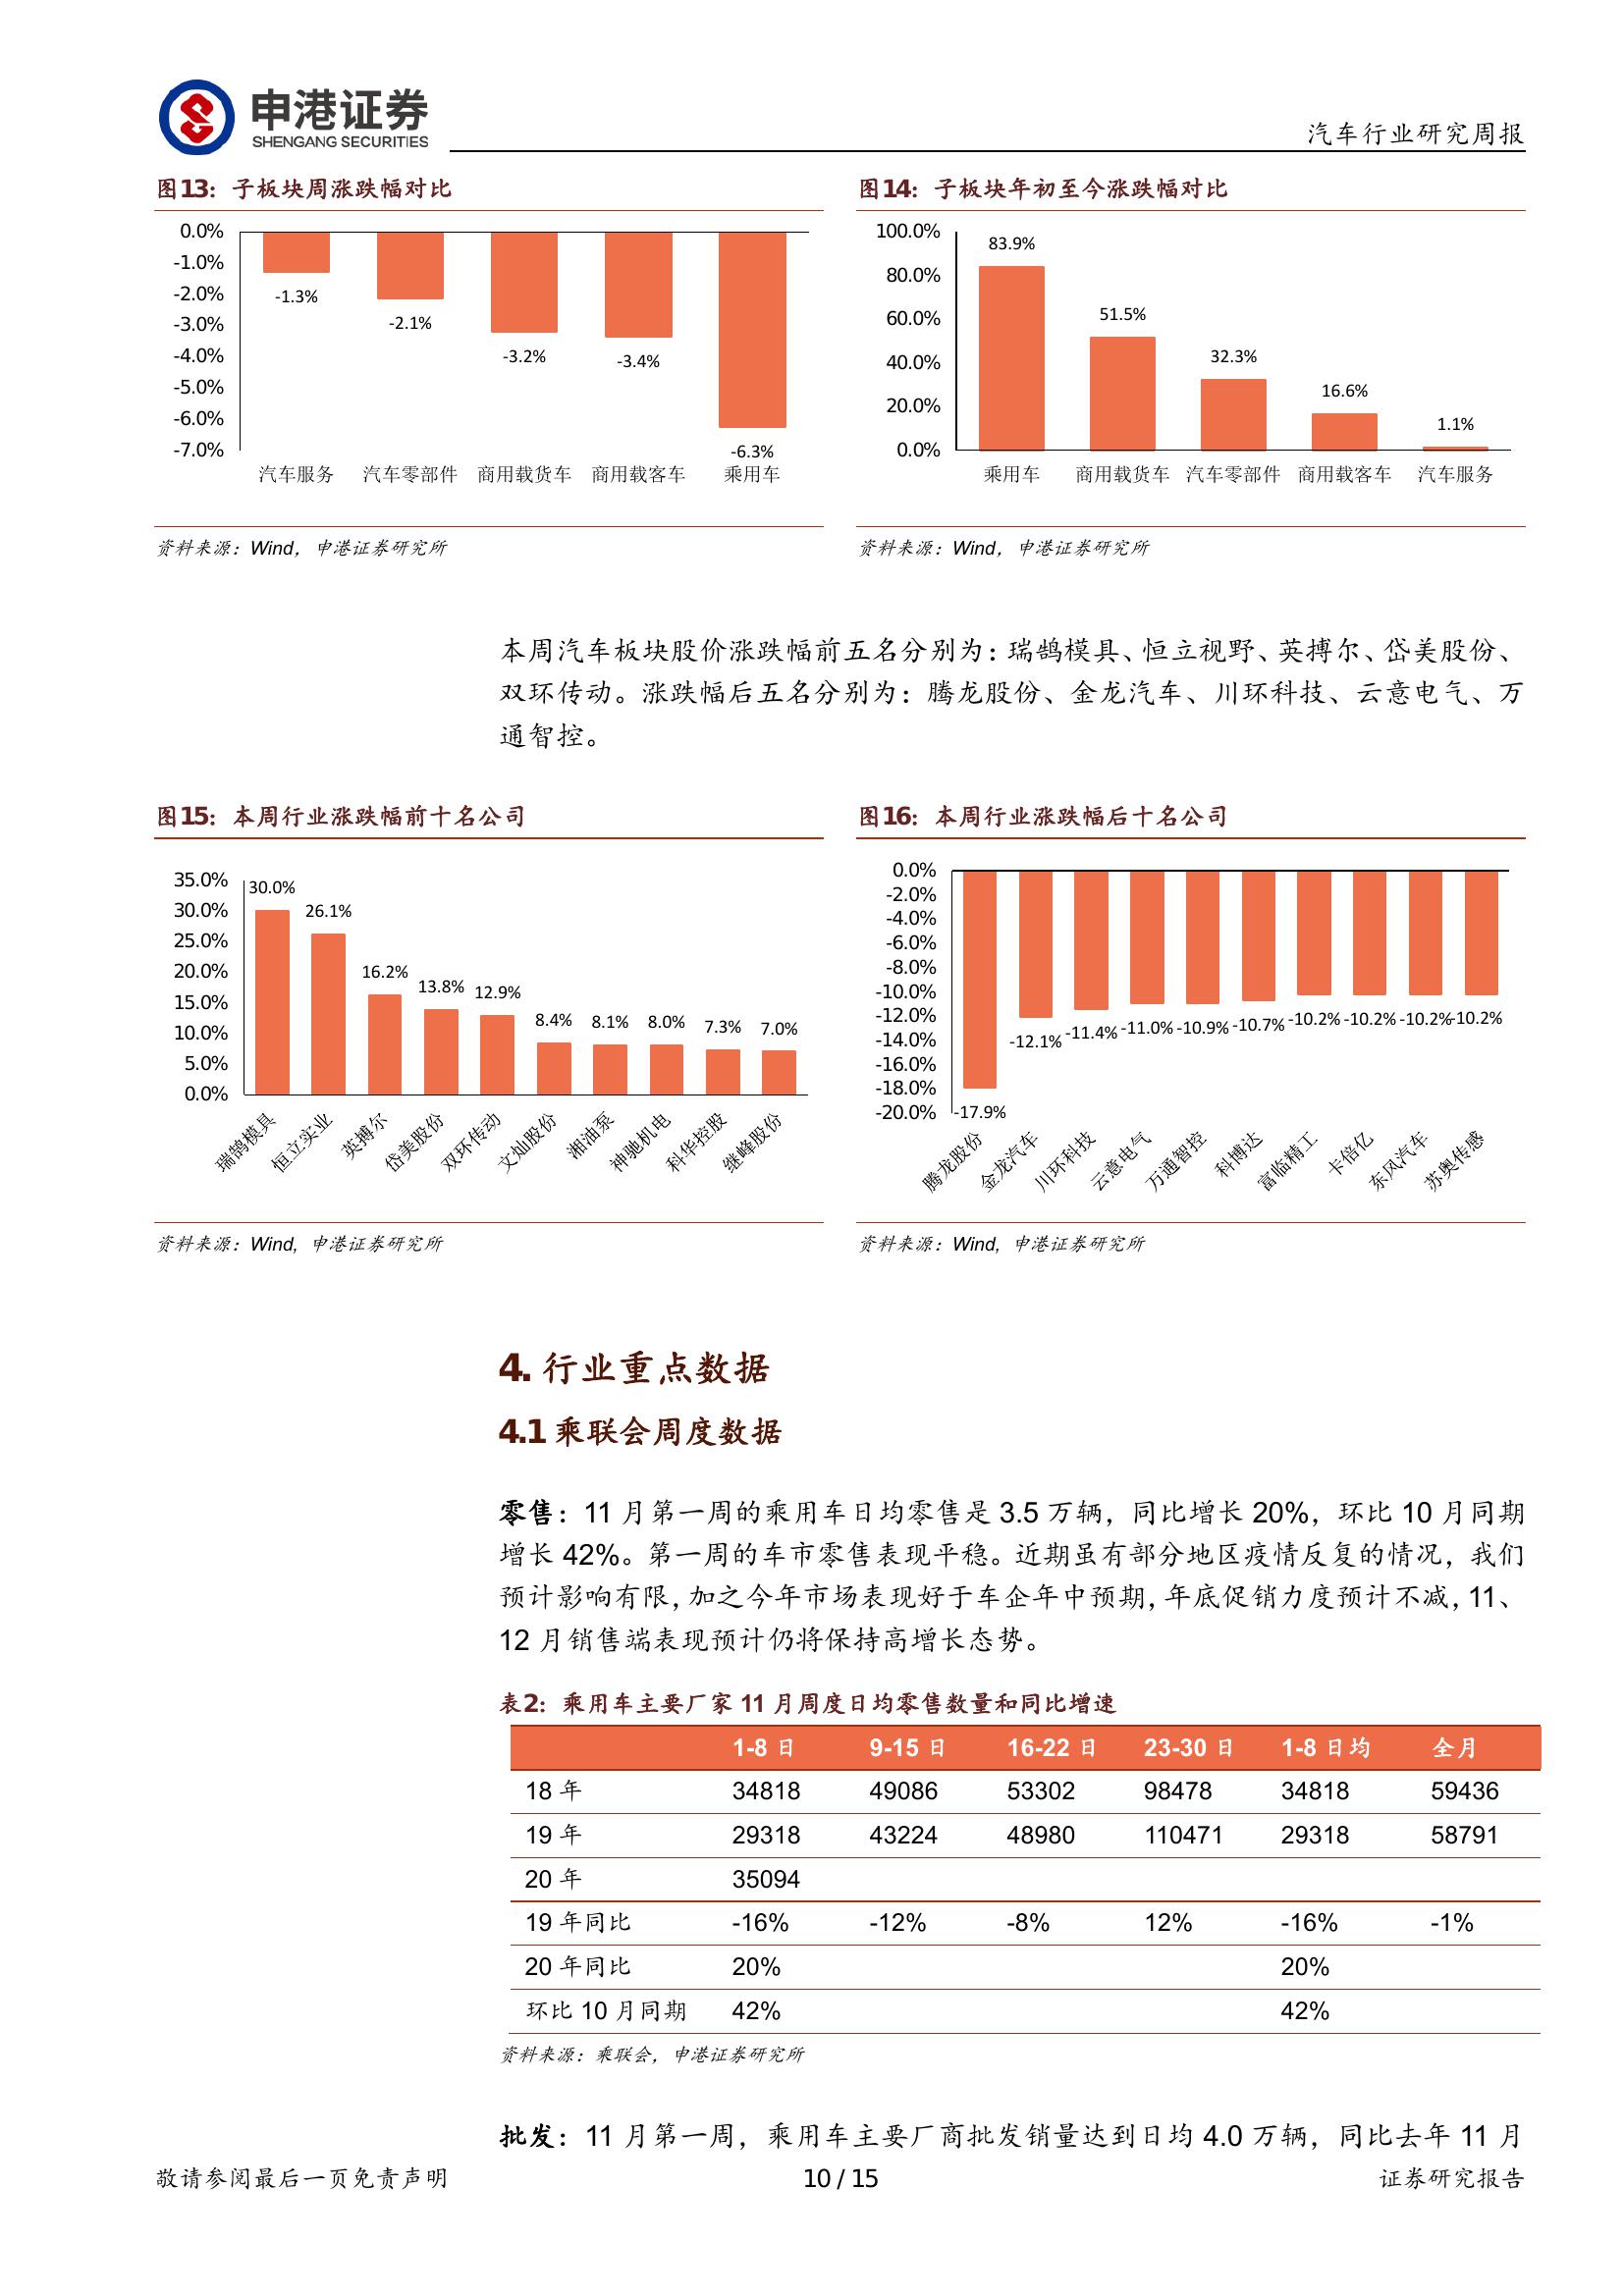 申港证券
SHENGANG SECURITIES
汽车行业研究周报
图13：子板块周涨跌幅对比
0.0%
-1.0%
-2.0%
-3.0%
-4.0%
-5.0%
-6.0%
-7.0%
-1.3%
-2.1%
-3.2%
-3.4%
-6.3%
汽车服务 汽车零部件 商用载货车 商用载客车 乘用车
资料来源：Wind，申港证券研究所
图14：子板块年初至今涨跌幅对比
100.0%
80.0%
60.0%
40.0%
20.0%
0.0%
83.9%
51.5%
32.3%
16.6%
1.1%
乘用车 商用载货车 汽车零部件 商用载客车 汽车服务
资料来源：Wind，申港证券研究所
本周汽车板块股价涨跌幅前五名分别为：瑞鹄模具、恒立视野、英搏尔、岱美股份、
双环传动。涨跌幅后五名分别为：腾龙股份、金龙汽车、川环科技、云意电气、万
通智控。
图15：本周行业涨跌幅前十名公司
35.0%
30.0%
25.0%
20.0%
15.0%
10.0%
5.0%
0.0%
30.0%
26.1%
16.2%
13.8%
12.9%
8.4%
8.1%
8.0%
7.3%
7.0%
瑞鹄模具
恒立实业
英搏尔
岱美股份
双环传动
文灿股份
湘油泵
神驰机电
科华控股
继峰股份
资料来源：Wind，申港证券研究所
图16：本周行业涨跌幅后十名公司
0.0%
-2.0%
-4.0%
-6.0%
-8.0%
-10.0%
-12.0%
-14.0%
-16.0%
-18.0%
-20.0%
-17.9%
-12.1%
-11.4%
-11.0%
-10.9%
-10.7%
-10.2%
-10.2%
-10.2%
-10.2%
腾龙股份
金龙汽车
川环科技
云意电气
万通智控
科博达
富临精工
卡倍亿
东风汽车
苏奥传感
资料来源：Wind，申港证券研究所
4. 行业重点数据
4.1 乘联会周度数据
零售：11 月第一周的乘用车日均零售是 3.5 万辆，同比增长 20%，环比 10 月同期
增长 42%。第一周的车市零售表现平稳。近期虽有部分地区疫情反复的情况，我们
预计影响有限，加之今年市场表现好于车企年中预期，年底促销力度预计不减，11、
12 月销售端表现预计仍将保持高增长态势。
表2：乘用车主要厂家 11 月周度日均零售数量和同比增速
1-8 日 9-15 日 16-22 日 23-30 日 1-8 日均 全月
18 年 34818 49086 53302 98478 34818 59436
19 年 29318 43224 48980 110471 29318 58791
20 年 35094
19 年同比 -16% -12% -8% 12% -16% -1%
20 年同比 20% 20%
环比 10 月同期 42% 42%
资料来源：乘联会，申港证券研究所
批发：11 月第一周，乘用车主要厂商批发销量达到日均 4.0 万辆，同比去年 11 月
敬请参阅最后一页免责声明
10 / 15
证券研究报告